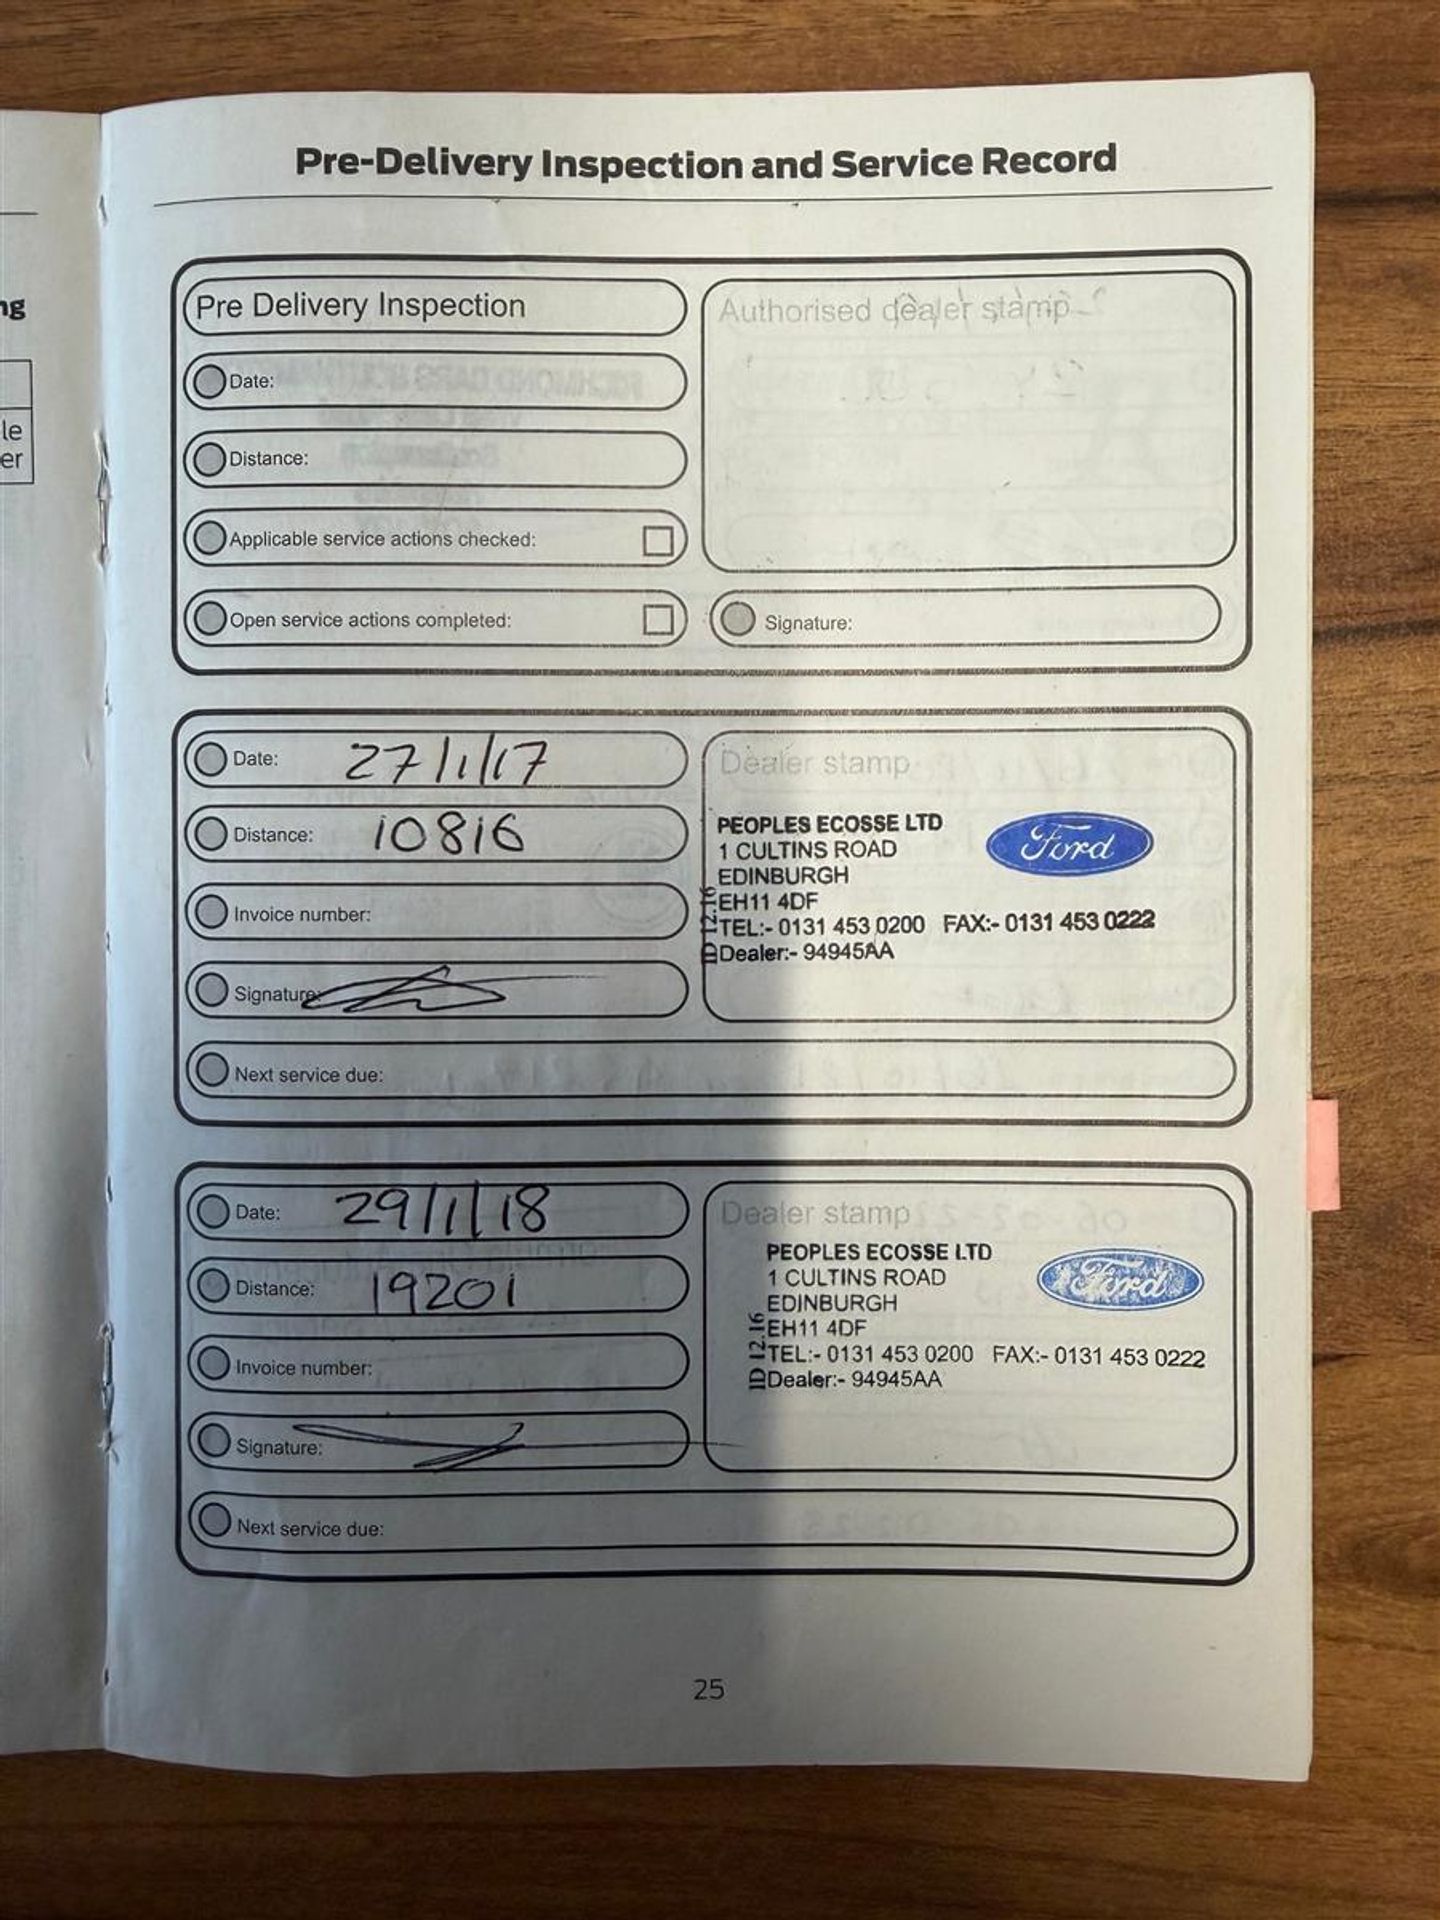 ng
le
er
Pre-Delivery Inspection and Service Record
Pre Delivery Inspection
Authorised dealer stamp
Date:
Distance:
Applicable service actions checked:
Open service actions completed:
Signature:
Date: 27/1/17
Distance: 10816
Invoice number:
Signature:
Next service due:
Dealer stamp
PEOPLES ECOSSE LTD
1 CULTINS ROAD
EDINBURGH
EH11 4DF
TEL:- 0131 453 0200 FAX:- 0131 453 0222
Dealer:- 94945AA
ID 12.16
Ford
Date: 29/1/18
Distance: 19201
Invoice number:
Signature:
Next service due:
Dealer stamp
PEOPLES ECOSSE LTD
1 CULTINS ROAD
EDINBURGH
EH11 4DF
TEL:- 0131 453 0200 FAX:- 0131 453 0222
Dealer:- 94945AA
ID 12.16
Ford
25